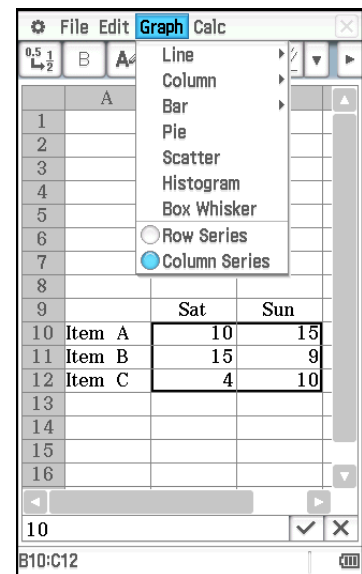 File Edit Graph Calc
0.5 1 2 B A
Line
Column
Bar
Pie
Scatter
Histogram
Box Whisker
Row Series
Column Series
A
1
2
3
4
5
6
7
8
9 Sat Sun
10 Item A 10 15
11 Item B 15 9
12 Item C 4 10
13
14
15
16
10
B10:C12